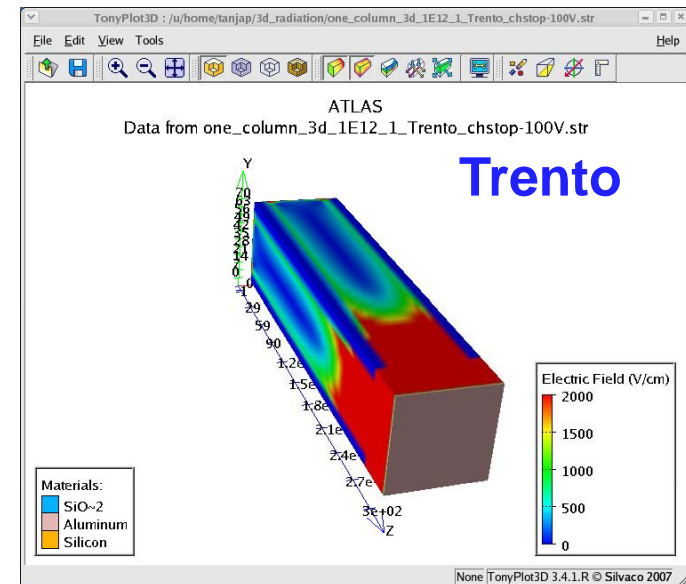 TonyPlot3D : /u/home/tanjap/3d_radiation/one_column_3d_1E12_1_Trento_chstop-100V.str
File Edit View Tools Help
ATLAS
Data from one_column_3d_1E12_1_Trento_chstop-100V.str
Trento
Y
70
63
56
49
42
35
28
21
14
0
29
59
90
1.2e
1.5e
1.8e
2.1e
2.4e
2.7e
3e+02
Z
Electric Field (V/cm)
2000
1500
1000
500
0
Materials:
SiO~2
Aluminum
Silicon
None TonyPlot3D 3.4.1.R © Silvaco 2007